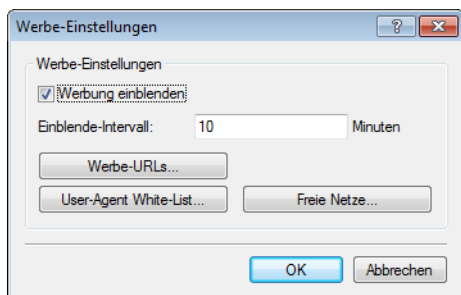 Werbe-Einstellungen
Werbe-Einstellungen
Werbung einblenden
Einblende-Intervall: 10 Minuten
Werbe-URLs...
User-Agent White-List... Freie Netze...
OK Abbrechen